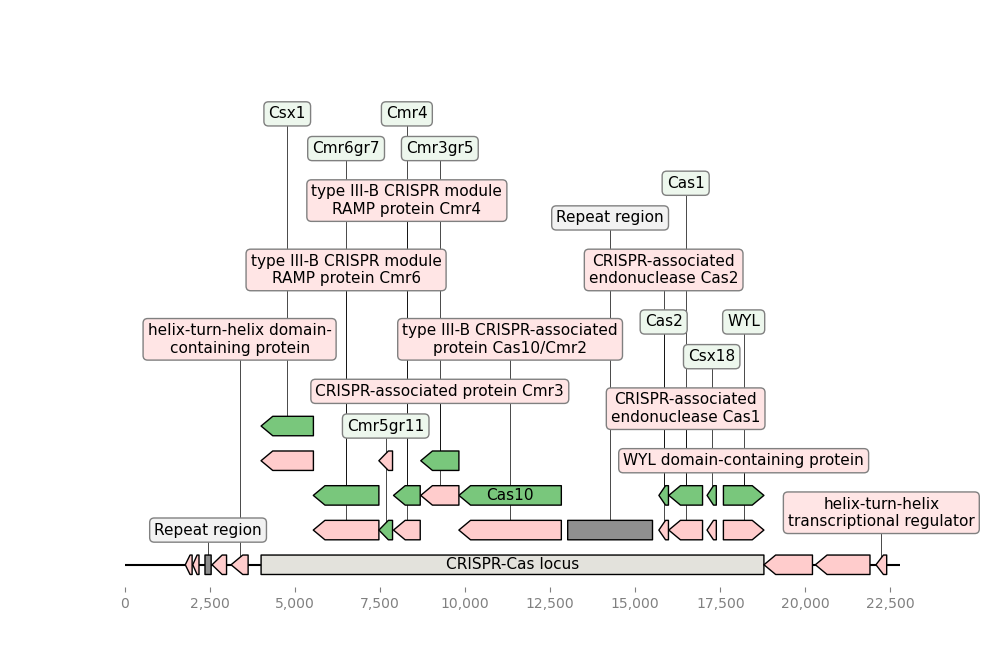 Csx1
Cmr4
Cmr6gr7
Cmr3gr5
type III-B CRISPR module
RAMP protein Cmr4
Cas1
Repeat region
type III-B CRISPR module
RAMP protein Cmr6
CRISPR-associated
endonuclease Cas2
helix-turn-helix domain-
containing protein
type III-B CRISPR-associated
protein Cas10/Cmr2
Cas2
WYL
Csx18
CRISPR-associated protein Cmr3
CRISPR-associated
endonuclease Cas1
Cmr5gr11
WYL domain-containing protein
Cas10
helix-turn-helix
transcriptional regulator
Repeat region
CRISPR-Cas locus
0
2,500
5,000
7,500
10,000
12,500
15,000
17,500
20,000
22,500